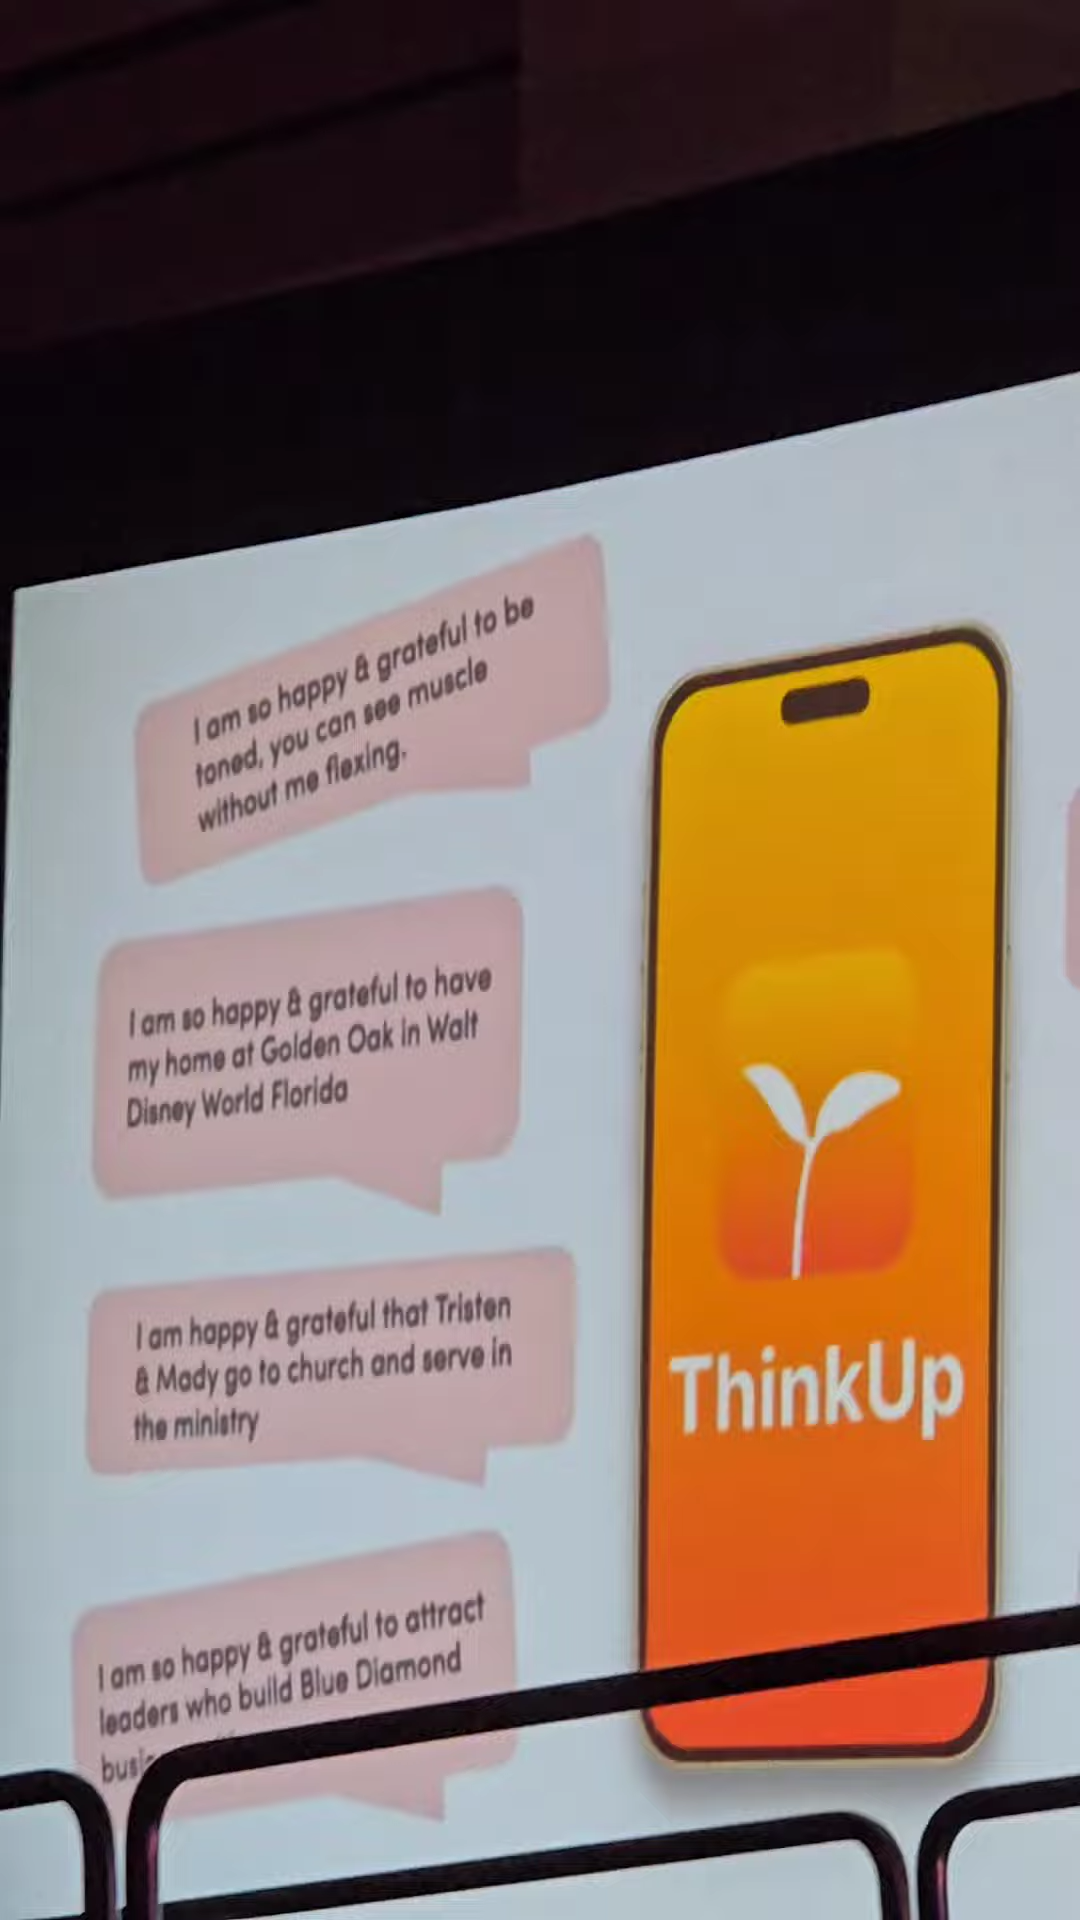 I am so happy & grateful to be
toned, you can see muscle
without me flexing.
I am so happy & grateful to have
my home at Golden Oak in Walt
Disney World Florida
I am happy & grateful that Tristen
& Mady go to church and serve in
the ministry
I am so happy & grateful to attract
leaders who build Blue Diamond
ThinkUp